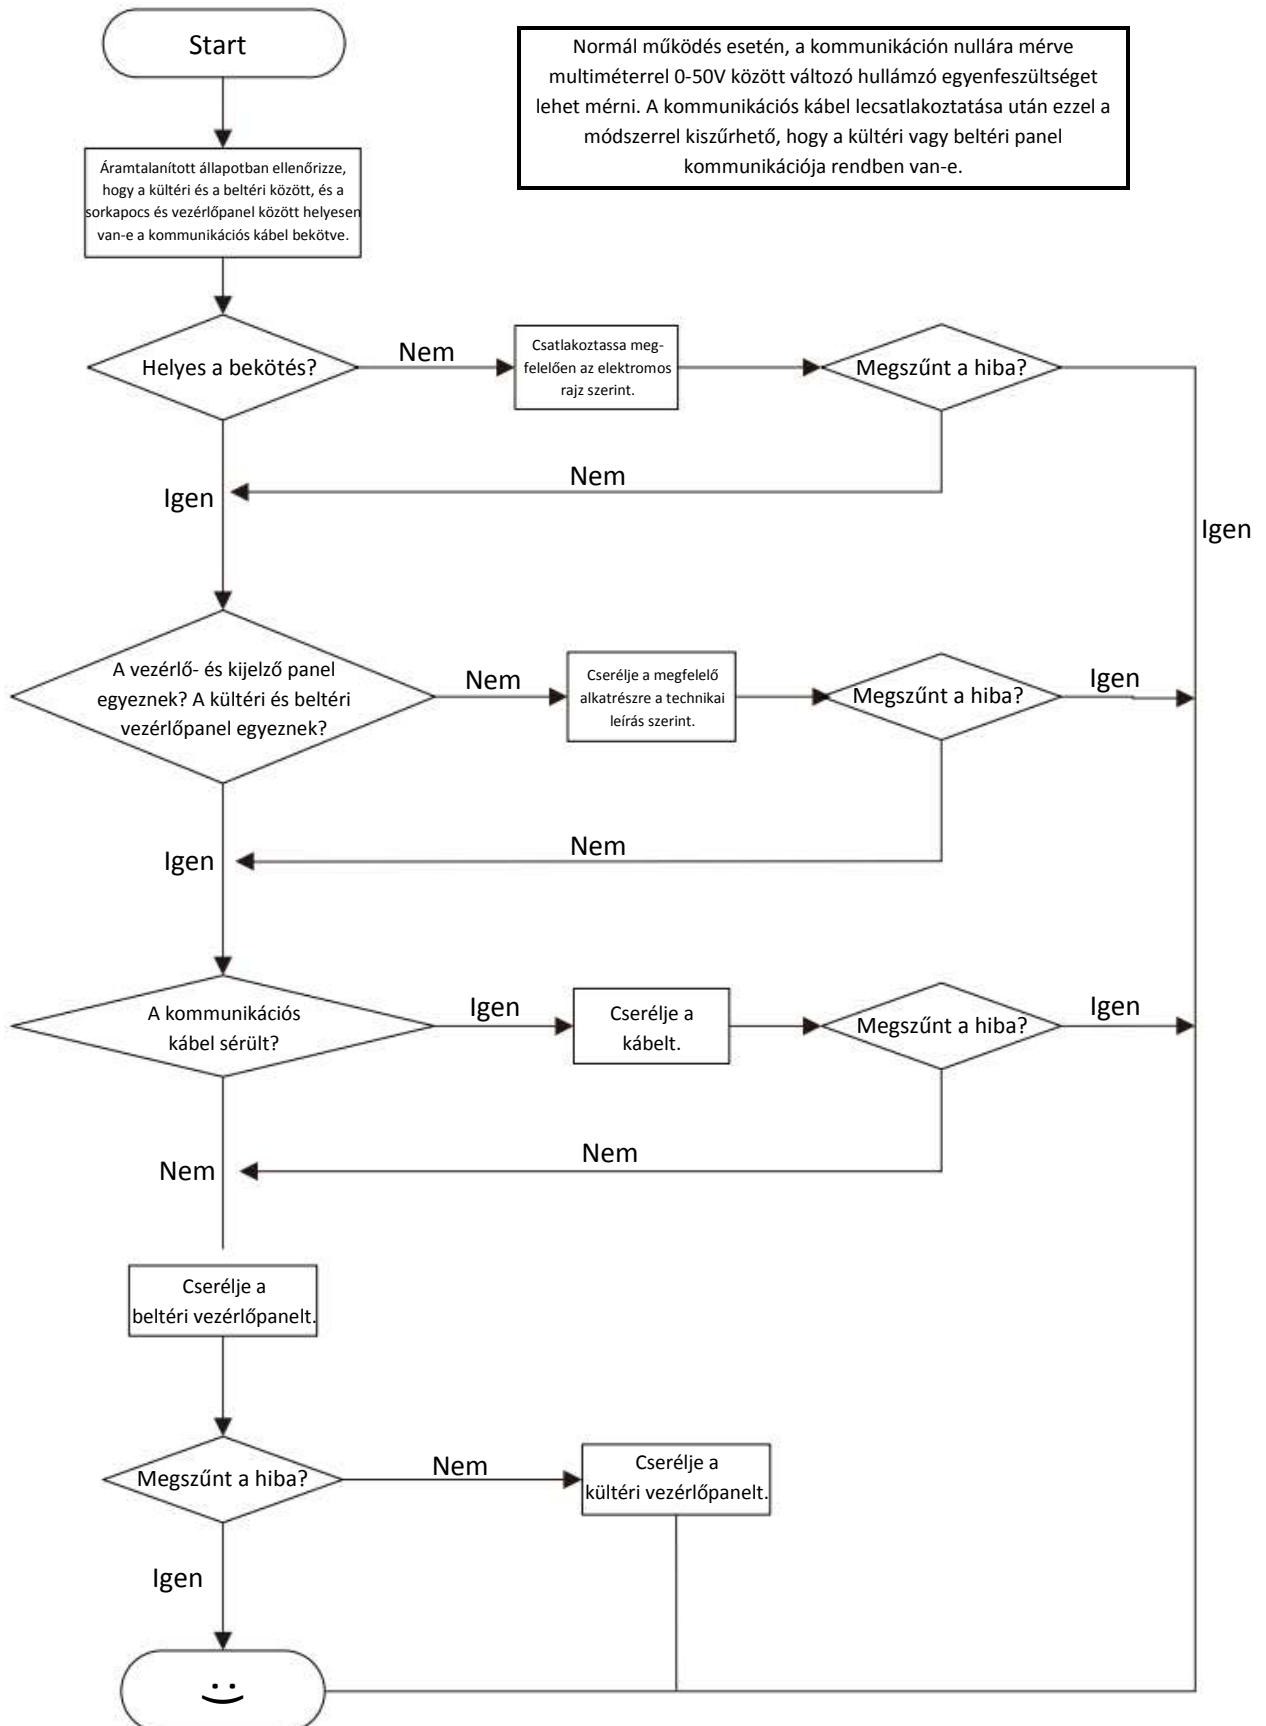 Start
Normál működés esetén, a kommunikáción nullára mérve
multiméterrel 0-50V között változó hullámzó egyenfeszültséget
lehet mérni. A kommunikációs kábel lecsatlakoztatása után ezzel a
módszerrel kiszűrhető, hogy a kültéri vagy beltéri panel
kommunikációja rendben van-e.
Áramtalanított állapotban ellenőrizze,
hogy a kültéri és a beltéri között, és a
sorkapocs és vezérlőpanel között helyesen
van-e a kommunikációs kábel bekötve.
Helyes a bekötés?
Nem
Csatlakoztassa meg-
felelően az elektromos
rajz szerint.
Megszűnt a hiba?
Nem
Igen
Igen
A vezérlő- és kijelző panel
egyeznek? A kültéri és beltéri
vezérlőpanel egyeznek?
Nem
Cserélje a megfelelő
alkatrészre a technikai
leírás szerint.
Megszűnt a hiba?
Igen
Nem
Igen
A kommunikációs
kábel sérült?
Igen
Cserélje a
kábelt.
Megszűnt a hiba?
Igen
Nem
Nem
Cserélje a
beltéri vezérlőpanelt.
Megszűnt a hiba?
Nem
Cserélje a
kültéri vezérlőpanelt.
Igen